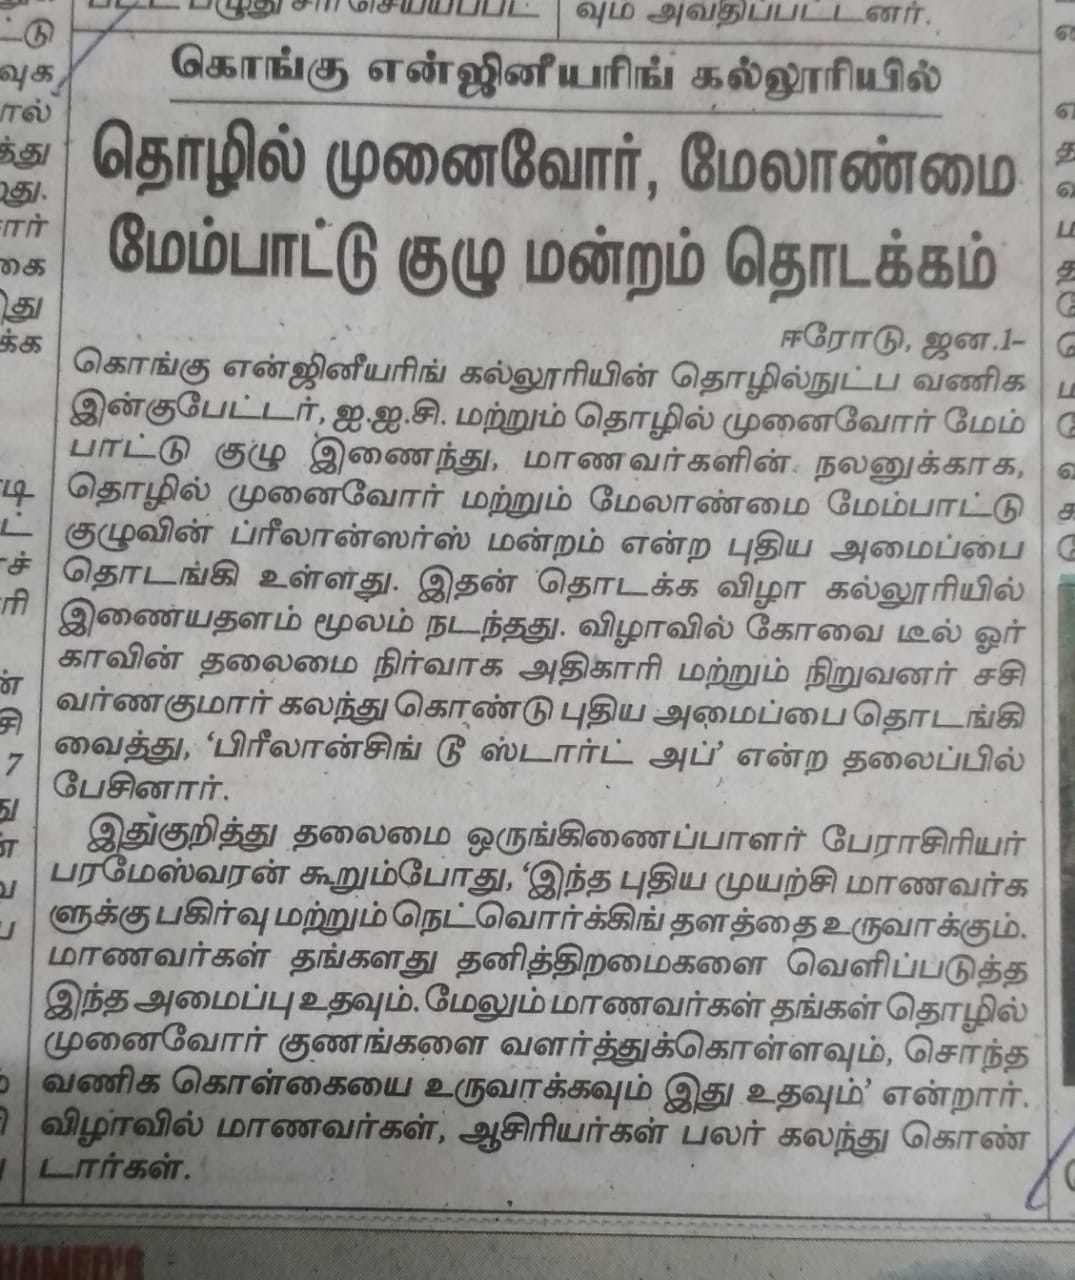 வும் அவதிப்பட்டனர்.
கொங்கு என்ஜினீயரிங் கல்லூரியில்
தொழில் முனைவோர், மேலாண்மை
மேம்பாட்டு குழு மன்றம் தொடக்கம்
ஈரோடு, ஜன.1-
கொங்கு என்ஜினீயரிங் கல்லூரியின் தொழில்நுட்ப வணிக
இன்குபேட்டர், ஐ.ஐ.சி. மற்றும் தொழில் முனைவோர் மேம்
பாட்டு குழு இணைந்து, மாணவர்களின் நலனுக்காக,
தொழில் முனைவோர் மற்றும் மேலாண்மை மேம்பாட்டு
குழுவின் ப்ரீலான்ஸர்ஸ் மன்றம் என்ற புதிய அமைப்பை
தொடங்கி உள்ளது. இதன் தொடக்க விழா கல்லூரியில்
இணையதளம் மூலம் நடந்தது. விழாவில் கோவை டீல் ஓர்
காவின் தலைமை நிர்வாக அதிகாரி மற்றும் நிறுவனர் சசி
வர்ணகுமார் கலந்து கொண்டு புதிய அமைப்பை தொடங்கி
வைத்து, ‘பிரீலான்சிங் டூ ஸ்டார்ட் அப்’ என்ற தலைப்பில்
பேசினார்.
இதுகுறித்து தலைமை ஒருங்கிணைப்பாளர் பேராசிரியர்
பரமேஸ்வரன் கூறும்போது, ‘இந்த புதிய முயற்சி மாணவர்க
ளுக்கு பகிர்வு மற்றும் நெட்வொர்க்கிங் தளத்தை உருவாக்கும்.
மாணவர்கள் தங்களது தனித்திறமைகளை வெளிப்படுத்த
இந்த அமைப்பு உதவும். மேலும் மாணவர்கள் தங்கள் தொழில்
முனைவோர் குணங்களை வளர்த்துக்கொள்ளவும், சொந்த
வணிக கொள்கையை உருவாக்கவும் இது உதவும்’ என்றார்.
விழாவில் மாணவர்கள், ஆசிரியர்கள் பலர் கலந்து கொண்
டார்கள்.